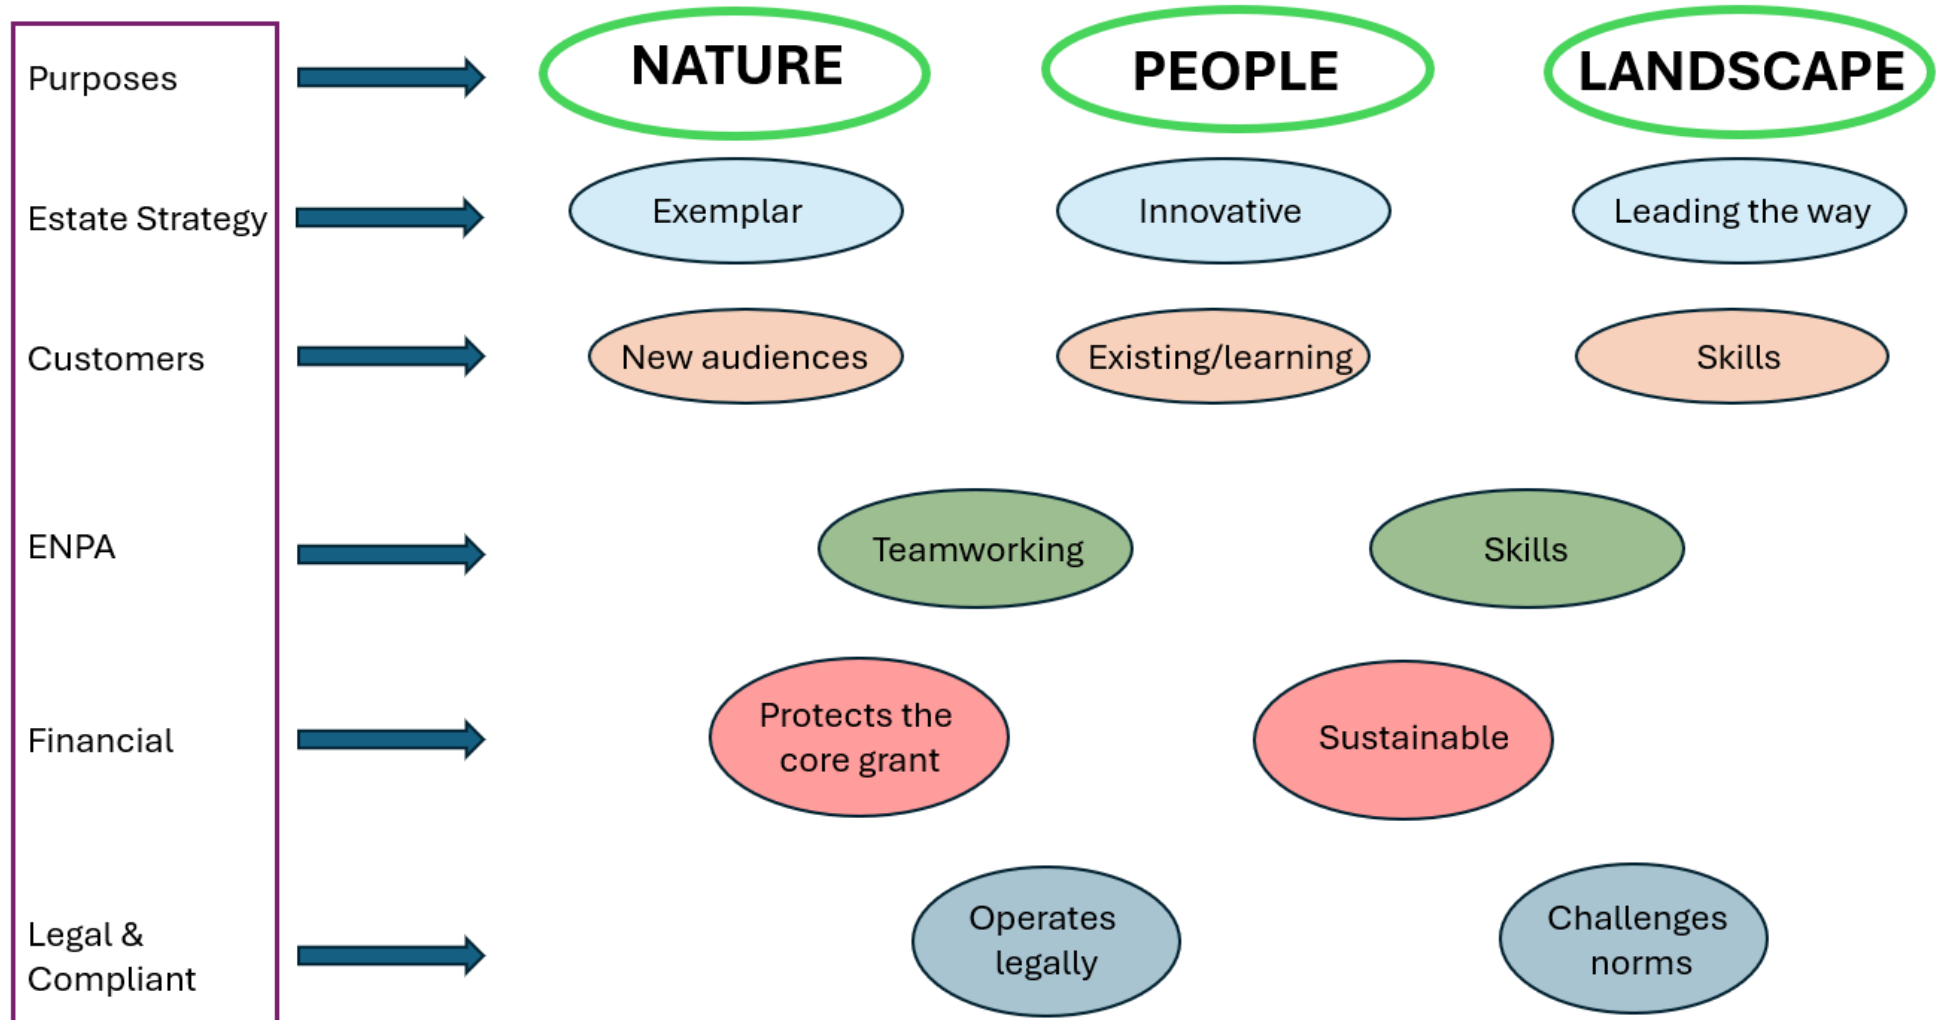 Purposes
NATURE
PEOPLE
LANDSCAPE
Estate Strategy
Exemplar
Innovative
Leading the way
Customers
New audiences
Existing/learning
Skills
ENPA
Teamworking
Skills
Financial
Protects the
core grant
Sustainable
Legal &
Compliant
Operates
legally
Challenges
norms